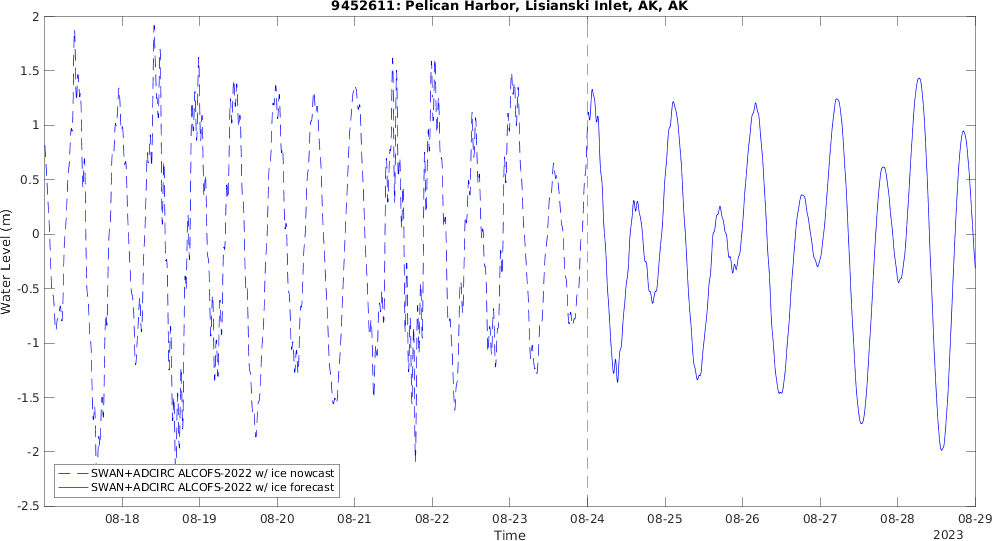 9452611: Pelican Harbor, Lisianski Inlet, AK, AK
2
1.5
1
0.5
0
-0.5
-1
-1.5
-2
-2.5
Water Level (m)
SWAN+ADCIRC ALCOFS-2022 w/ ice nowcast
SWAN+ADCIRC ALCOFS-2022 w/ ice forecast
08-18 08-19 08-20 08-21 08-22 08-23 08-24 08-25 08-26 08-27 08-28 08-29
Time
2023